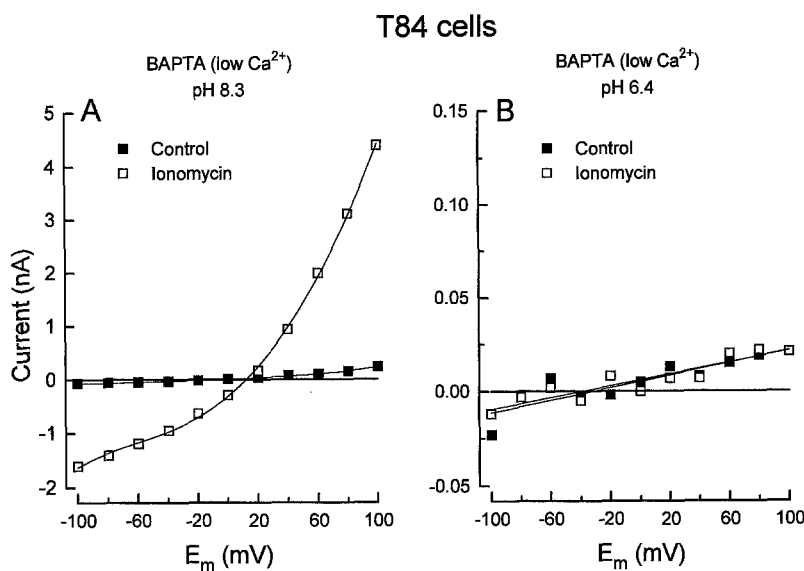 T84 cells
BAPTA (low Ca²⁺)
pH 8.3
A
Control
Ionomycin
5
4
3
2
1
0
-1
-2
Current (nA)
-100
-60
-20
20
60
100
Eₘ (mV)
BAPTA (low Ca²⁺)
pH 6.4
B
Control
Ionomycin
0.15
0.10
0.05
0.00
-0.05
-100
-60
-20
20
60
100
Eₘ (mV)